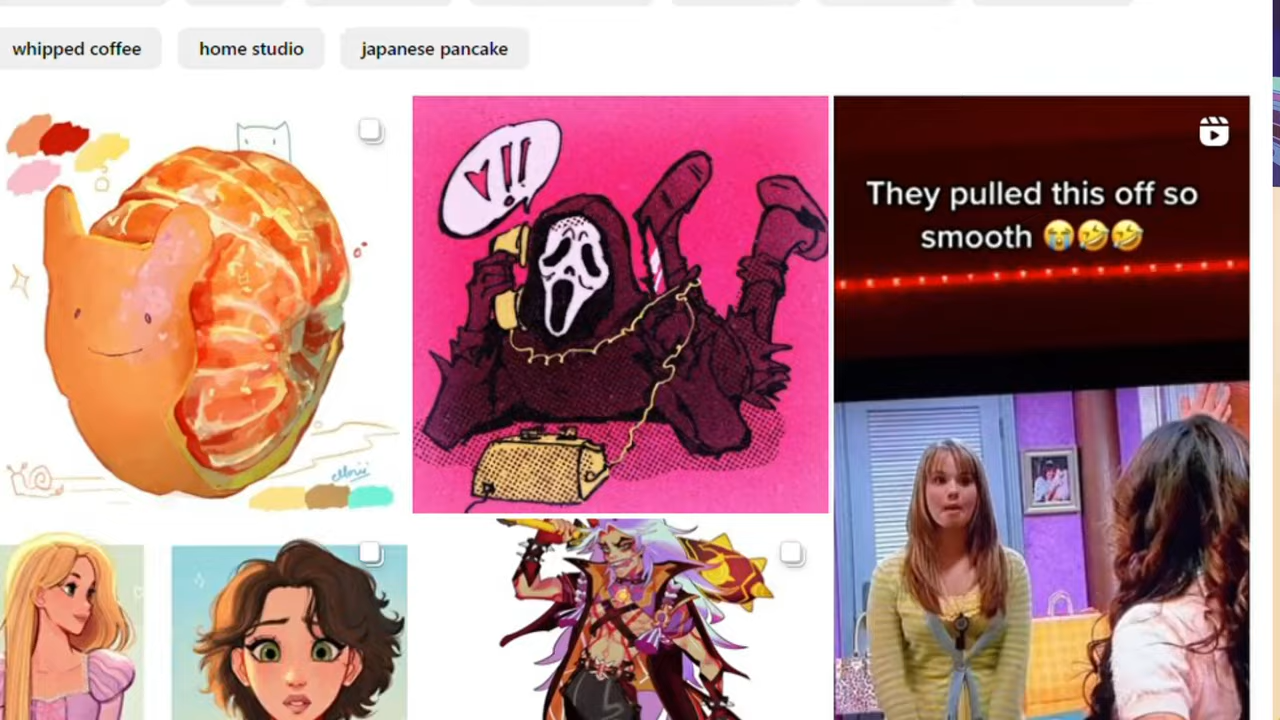 whipped coffee
home studio
japanese pancake
!!
They pulled this off so
smooth 😭🤣🤣